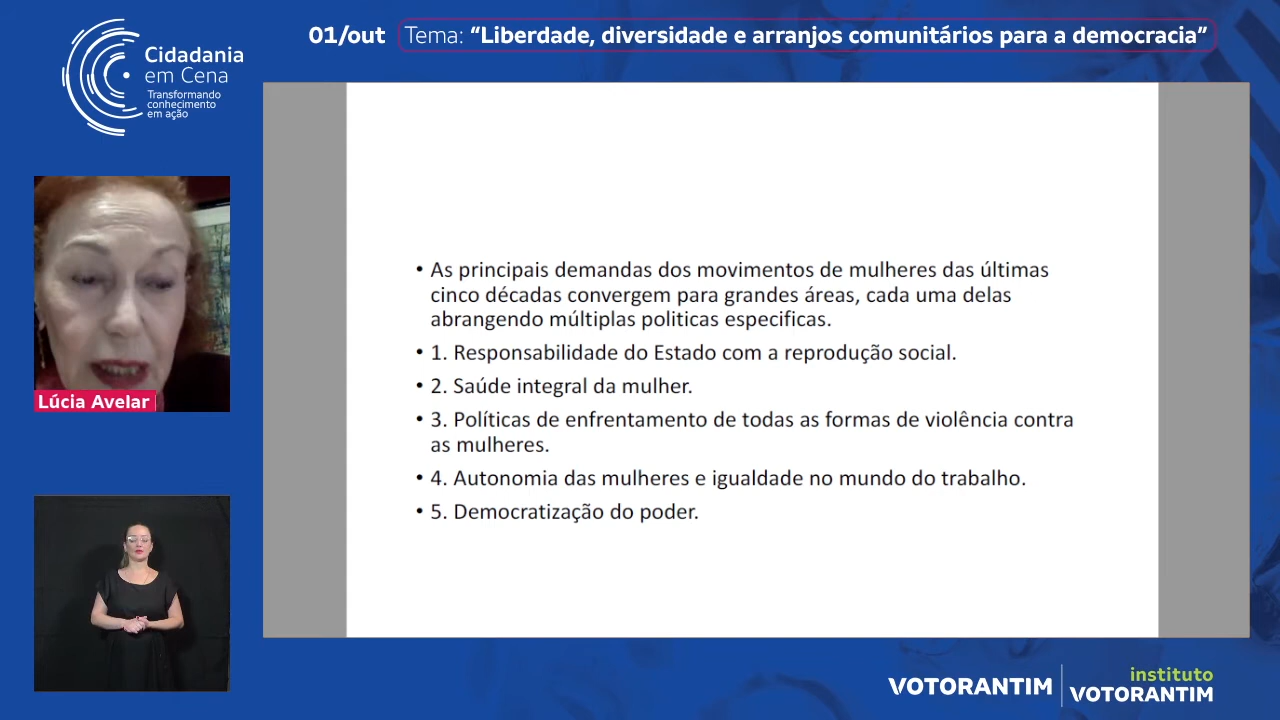 Cidadania
em Cena
Transformando
conhecimento
em ação
01/out Tema: “Liberdade, diversidade e arranjos comunitários para a democracia”
Lúcia Avelar
• As principais demandas dos movimentos de mulheres das últimas
cinco décadas convergem para grandes áreas, cada uma delas
abrangendo múltiplas politicas especificas.
• 1. Responsabilidade do Estado com a reprodução social.
• 2. Saúde integral da mulher.
• 3. Políticas de enfrentamento de todas as formas de violência contra
as mulheres.
• 4. Autonomia das mulheres e igualdade no mundo do trabalho.
• 5. Democratização do poder.
VOTORANTIM
instituto
VOTORANTIM